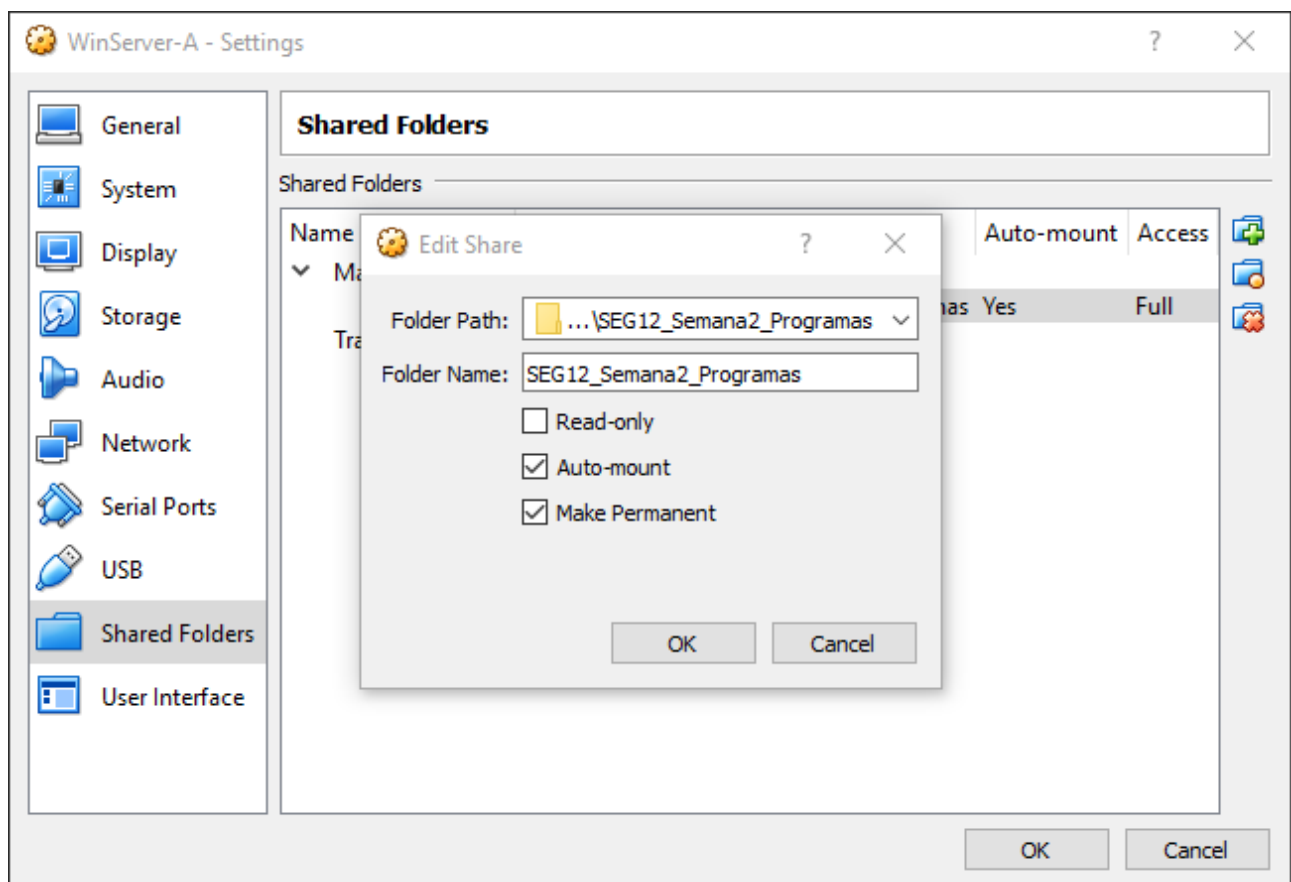 WinServer-A - Settings
General
System
Display
Storage
Audio
Network
Serial Ports
USB
Shared Folders
User Interface
Shared Folders
Shared Folders
Name
Auto-mount
Access
Yes
Full
Edit Share
Folder Path:
...\SEG12_Semana2_Programas
Folder Name:
SEG12_Semana2_Programas
Read-only
Auto-mount
Make Permanent
OK
Cancel
OK
Cancel